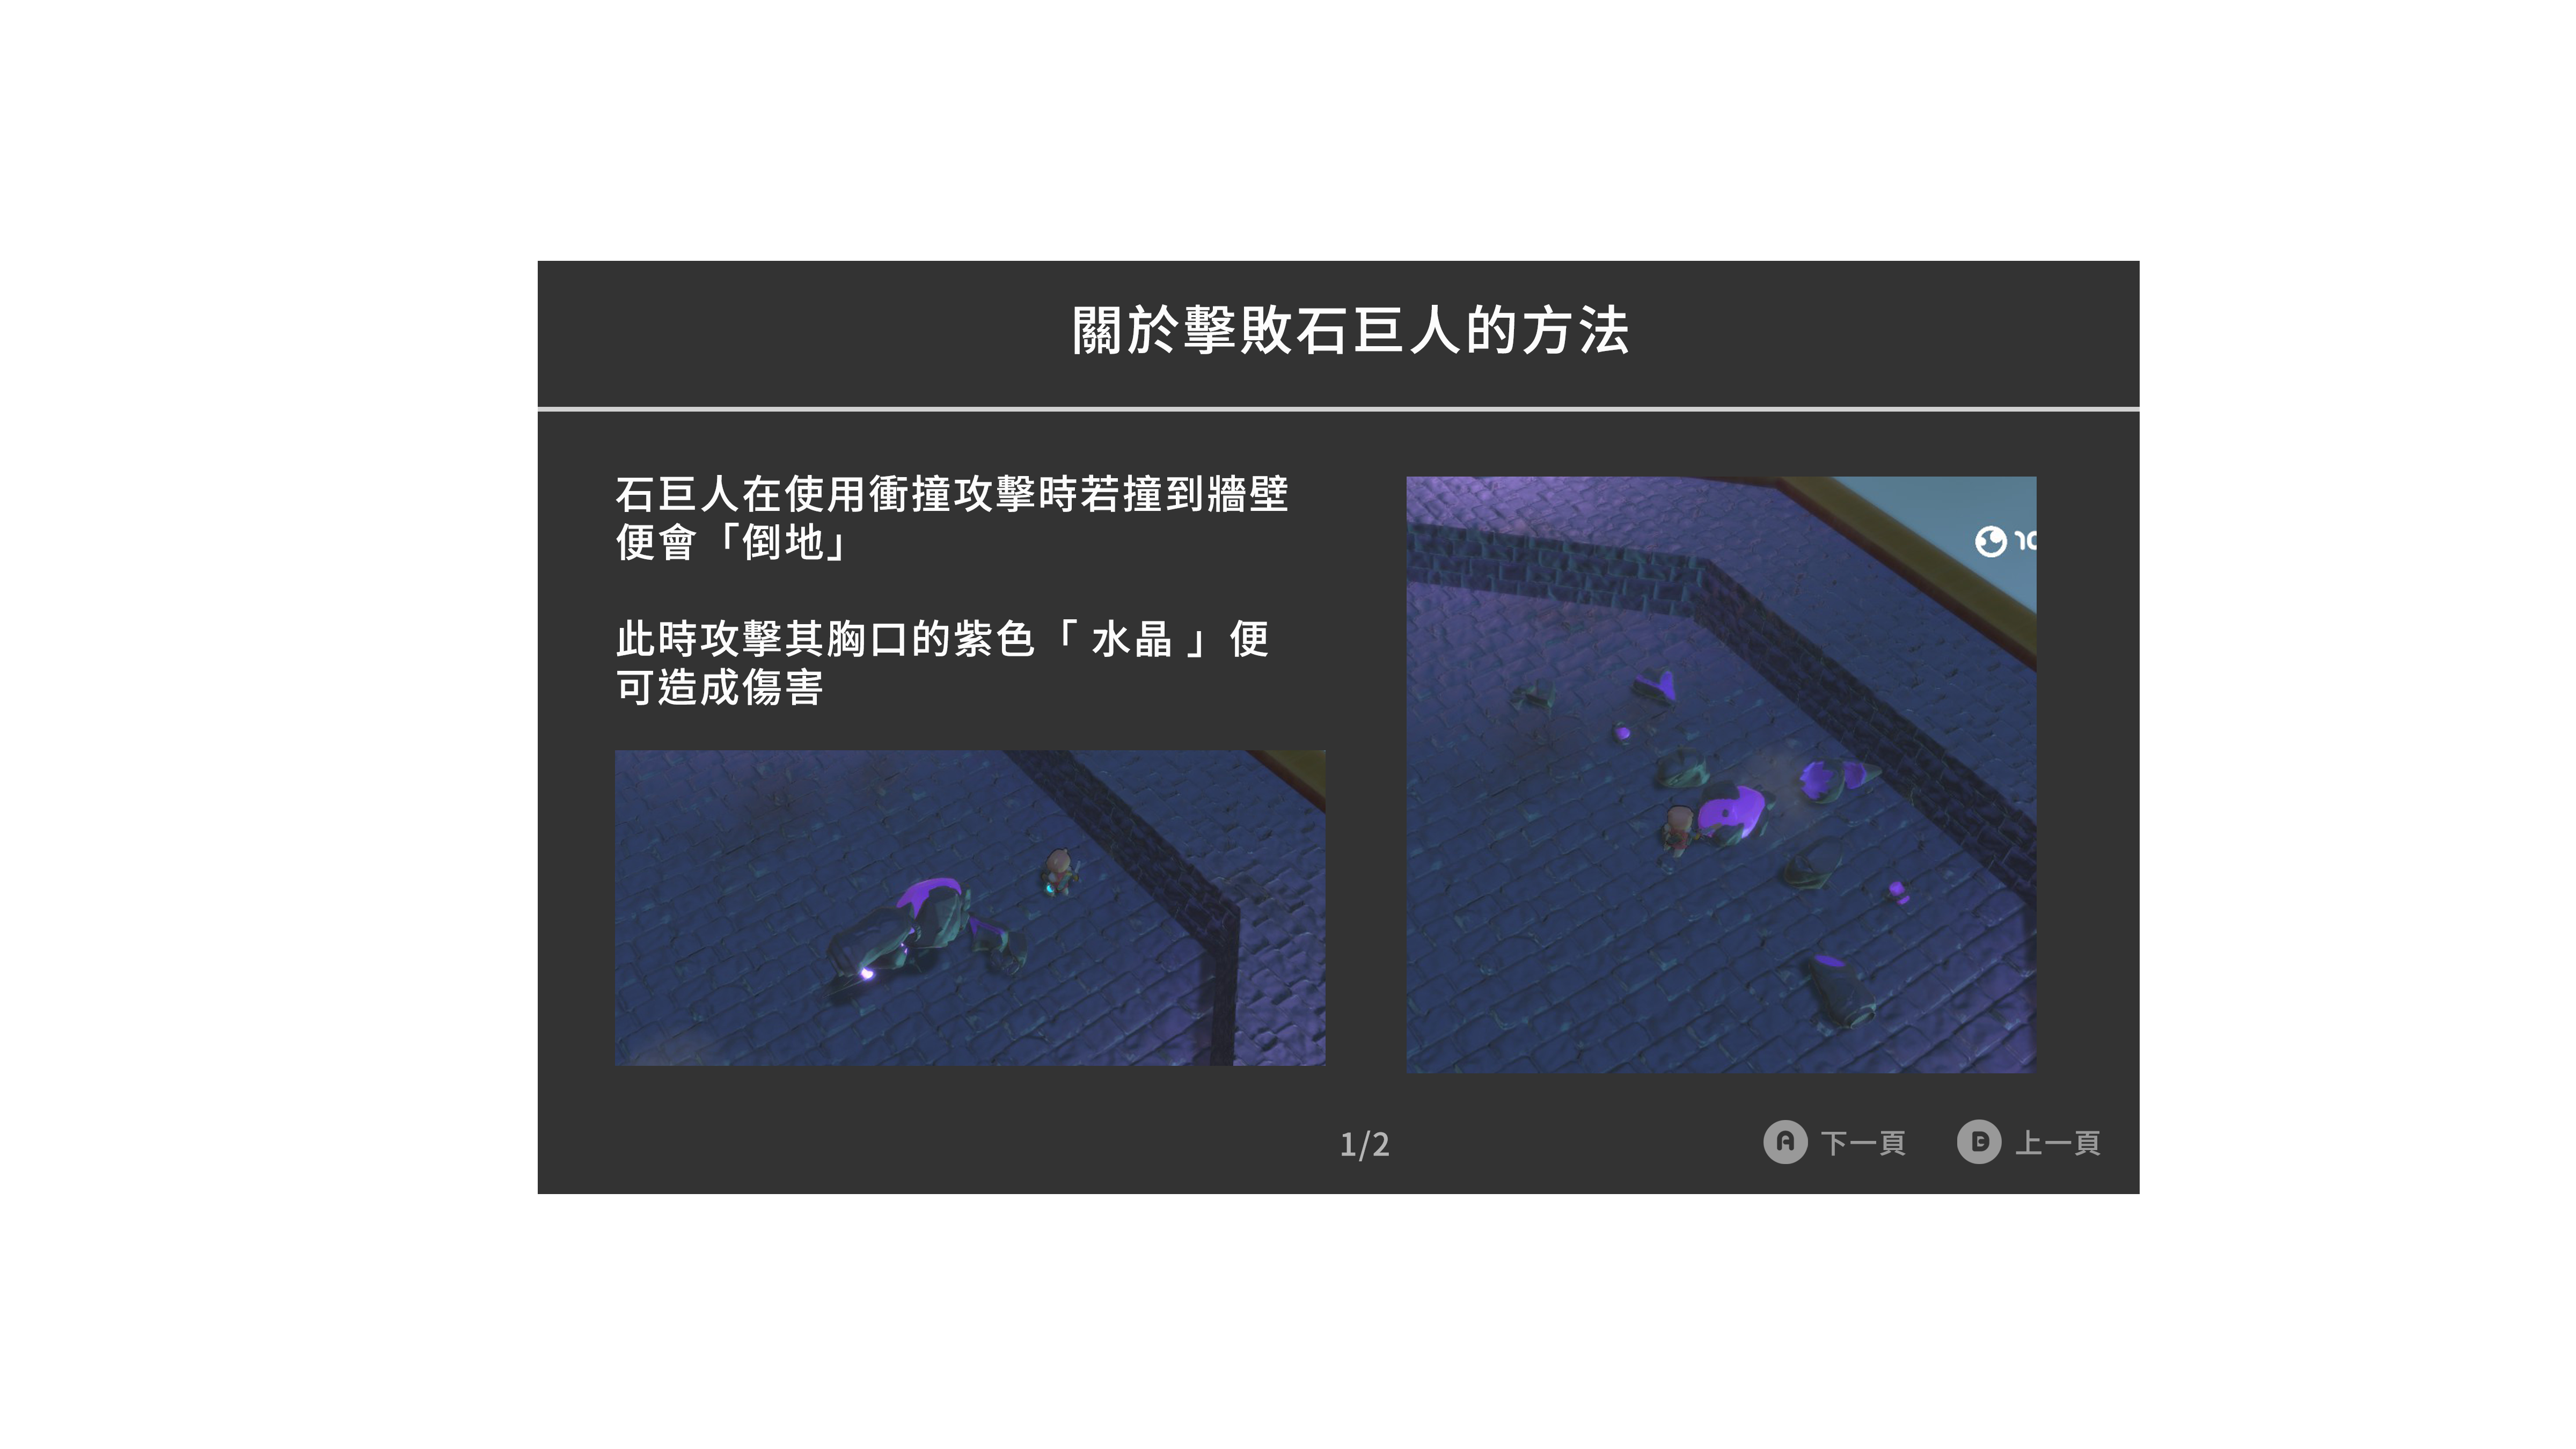 關於擊敗石巨人的方法
石巨人在使用衝撞攻擊時若撞到牆壁
便會「倒地」
此時攻擊其胸口的紫色「 水晶 」便
可造成傷害
10
1/2
A 下一頁 B 上一頁